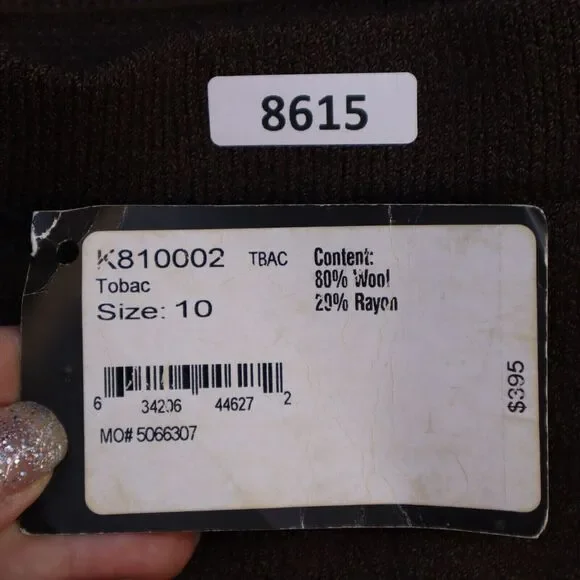 8615
K810002 TBAC
Tobac
Size: 10
Content:
80% Wool
20% Rayon
6 34206 44627 2
MO# 5066307
$395